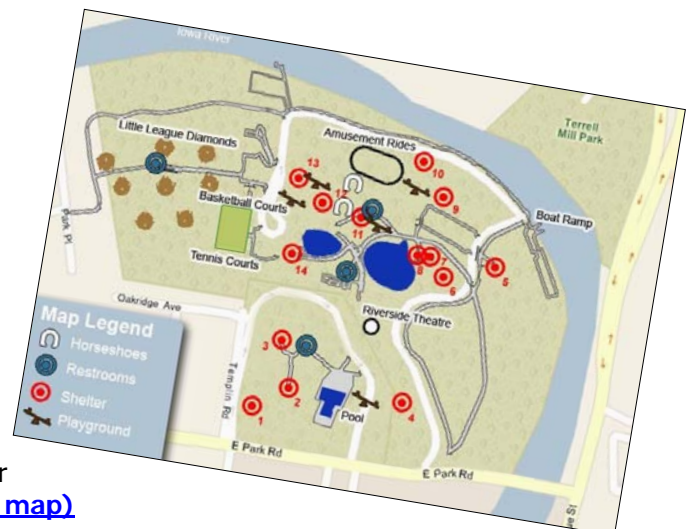 Iowa River
Terrell
Mill Park
Little League Diamonds
Amusement Rides
13
10
12
9
Basketball Courts
11
Boat Ramp
Park Pl
Tennis Courts
14
8
7
6
5
Oakridge Ave
Riverside Theatre
Map Legend
Horseshoes
Restrooms
Shelter
Playground
3
Templin Rd
2
1
Pool
4
E Park Rd
E Park Rd
r
map)